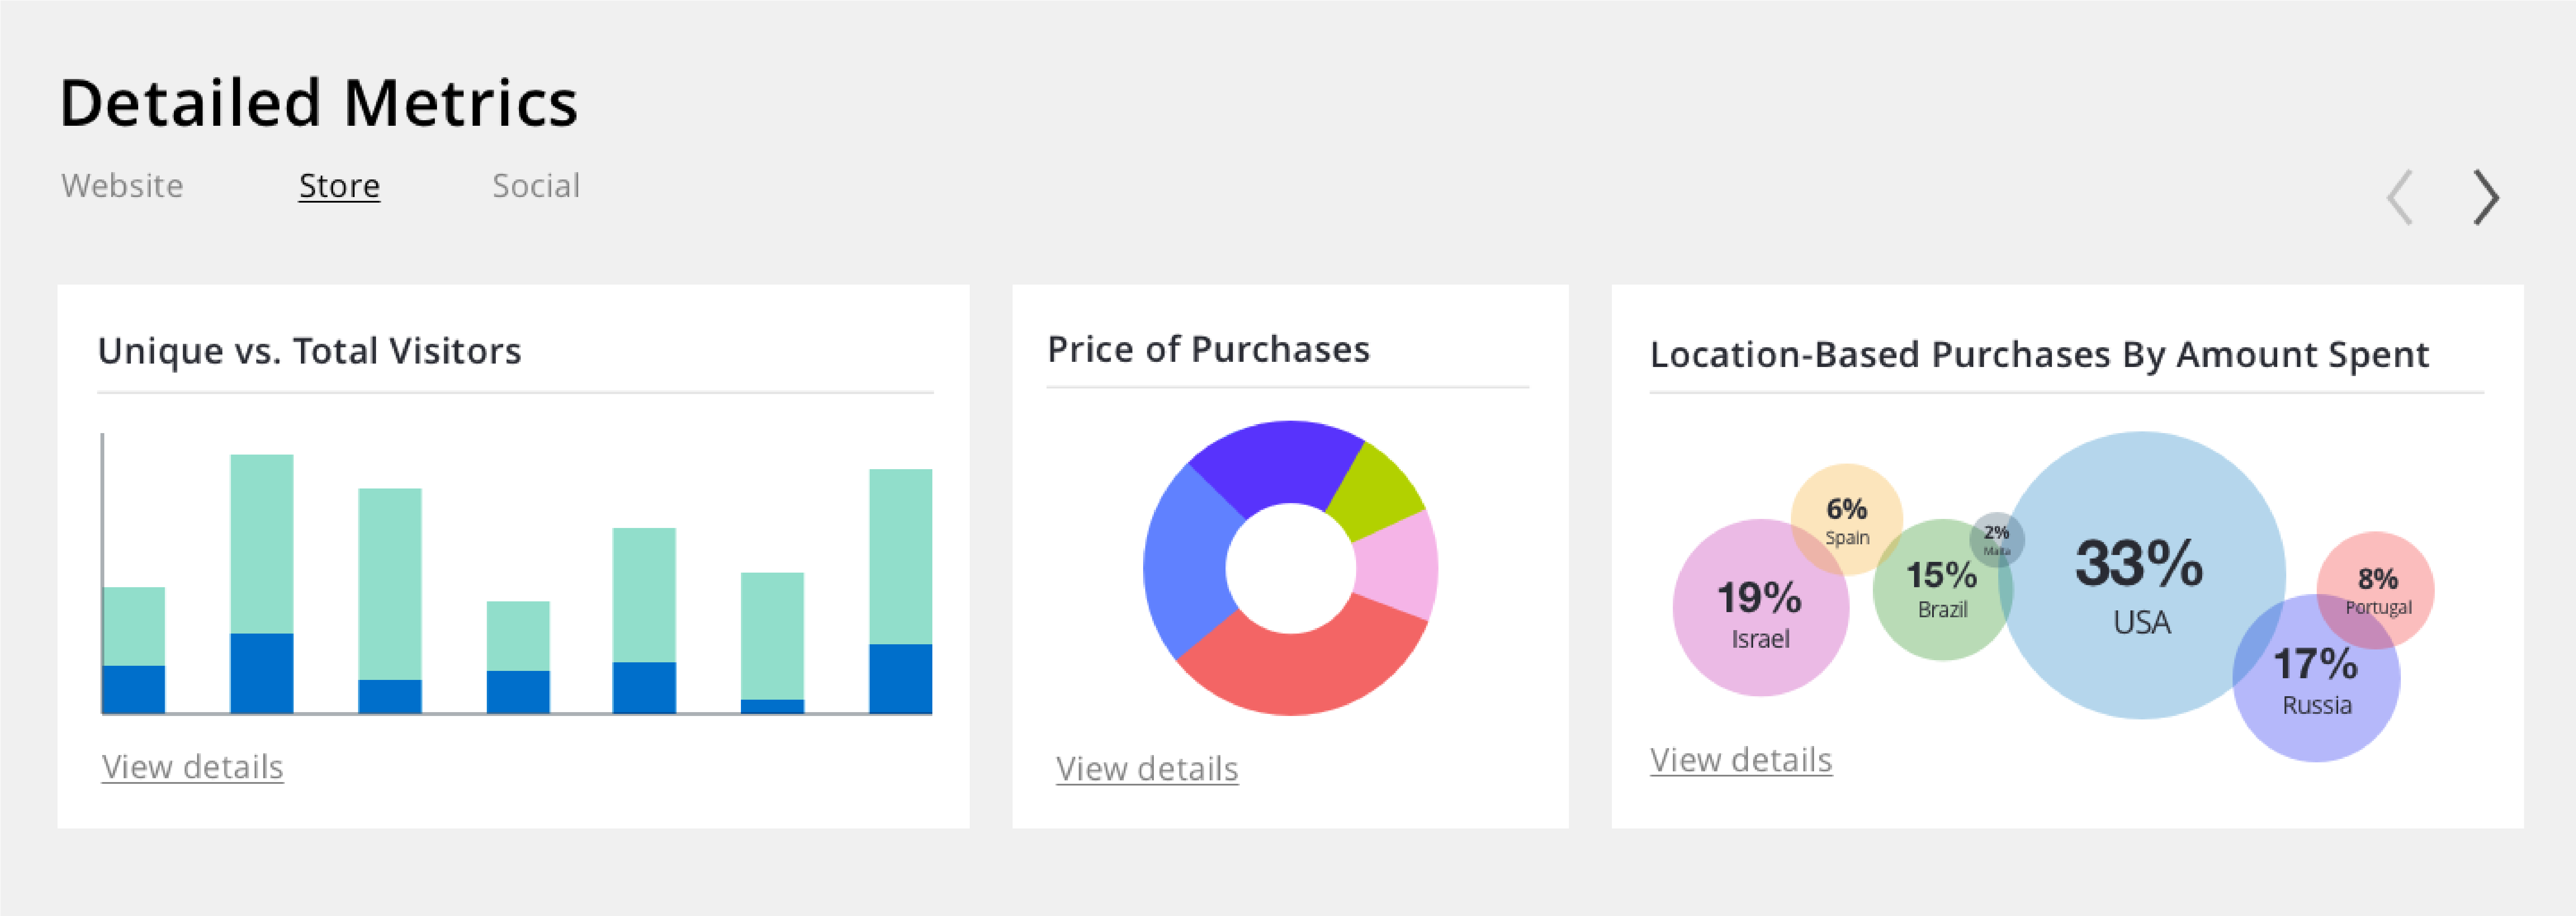 Detailed Metrics
Website Store Social
Unique vs. Total Visitors
View details
Price of Purchases
View details
Location-Based Purchases By Amount Spent
6%
Spain
19%
Israel
15%
Brazil
2%
Malta
33%
USA
8%
Portugal
17%
Russia
View details